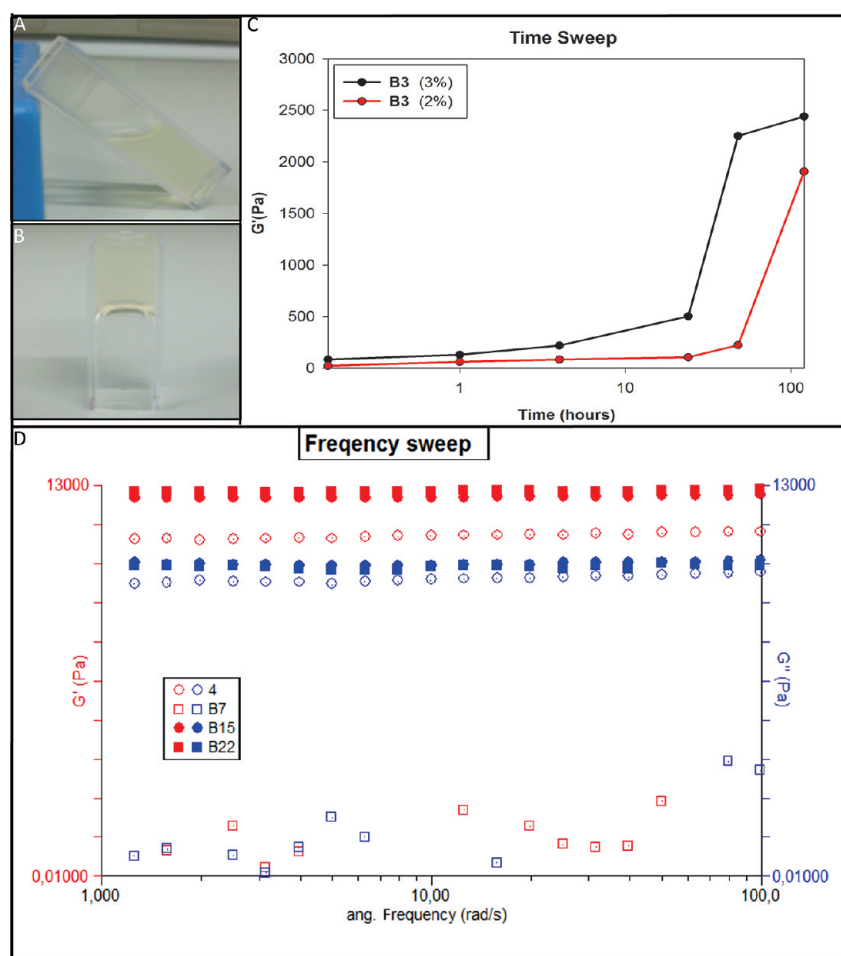 A
B
C
Time Sweep
3000
2500
2000
1500
1000
500
0
G'(Pa)
B3 (3%)
B3 (2%)
1
10
100
Time (hours)
D
Freqency sweep
13000
13000
G' (Pa)
G'' (Pa)
4
B7
B15
B22
0,01000
0,01000
1,000
10,00
100,0
ang. Frequency (rad/s)